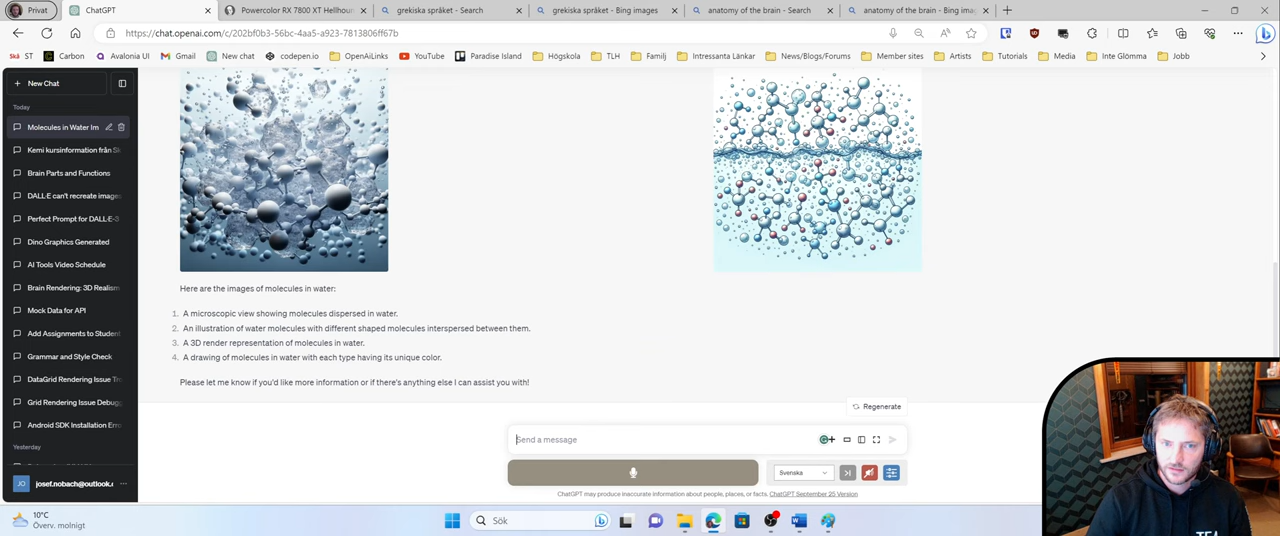 Privat
ChatGPT
Powercolor RX 7800 XT Hellhoun
grekiska språket - Search
grekiska språket - Bing images
anatomy of the brain - Search
anatomy of the brain - Bing imag
https://chat.openai.com/c/202bf0b3-56bc-4aa5-a923-7813806ff67b
ST
Carbon
Avalonia UI
Gmail
New chat
codepen.io
OpenAiLinks
YouTube
Paradise Island
Högskola
TLH
Familj
Intressanta Länkar
News/Blogs/Forums
Member sites
Artists
Tutorials
Media
Inte Glömma
Jobb
New Chat
Today
Molecules in Water Im
Kemi kursinformation från Sk
Brain Parts and Functions
DALL·E can't recreate images
Perfect Prompt for DALL·E-3
Dino Graphics Generated
AI Tools Video Schedule
Brain Rendering: 3D Realism
Mock Data for API
Add Assignments to Student
Grammar and Style Check
DataGrid Rendering Issue Tro
Grid Rendering Issue Debugg
Android SDK Installation Erro
Yesterday
JO
josef.nobach@outlook.c
Here are the images of molecules in water:
1. A microscopic view showing molecules dispersed in water.
2. An illustration of water molecules with different shaped molecules interspersed between them.
3. A 3D render representation of molecules in water.
4. A drawing of molecules in water with each type having its unique color.
Please let me know if you'd like more information or if there's anything else I can assist you with!
Regenerate
Send a message
Svenska
ChatGPT may produce inaccurate information about people, places, or facts. ChatGPT September 25 Version
10°C
Överv. molnigt
Sök